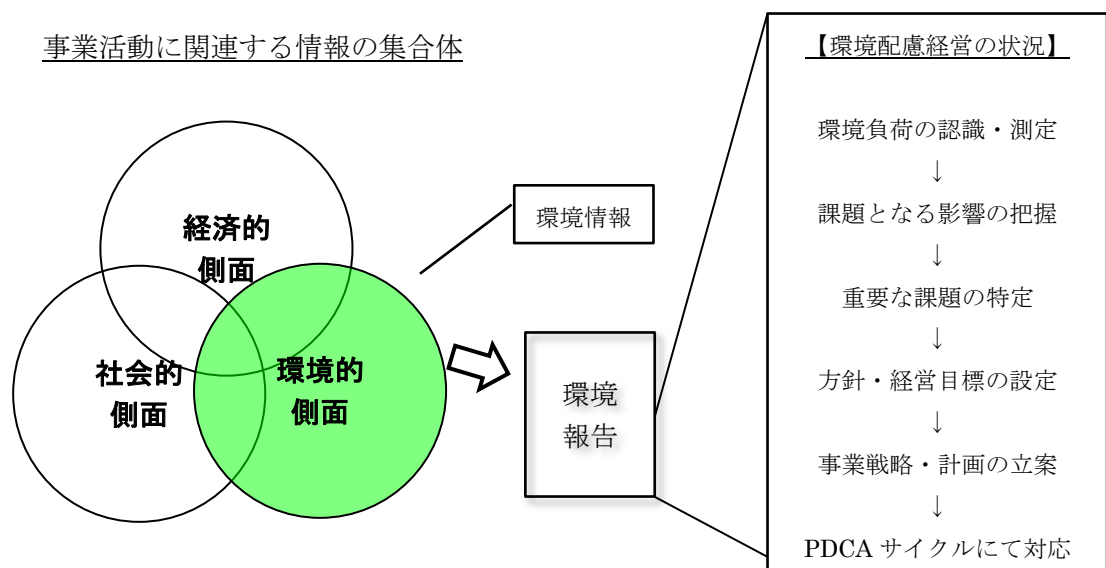 事業活動に関連する情報の集合体
経済的
側面
社会的
側面
環境的
側面
環境情報
環境
報告
【環境配慮経営の状況】
環境負荷の認識・測定
↓
課題となる影響の把握
↓
重要な課題の特定
↓
方針・経営目標の設定
↓
事業戦略・計画の立案
↓
PDCA サイクルにて対応